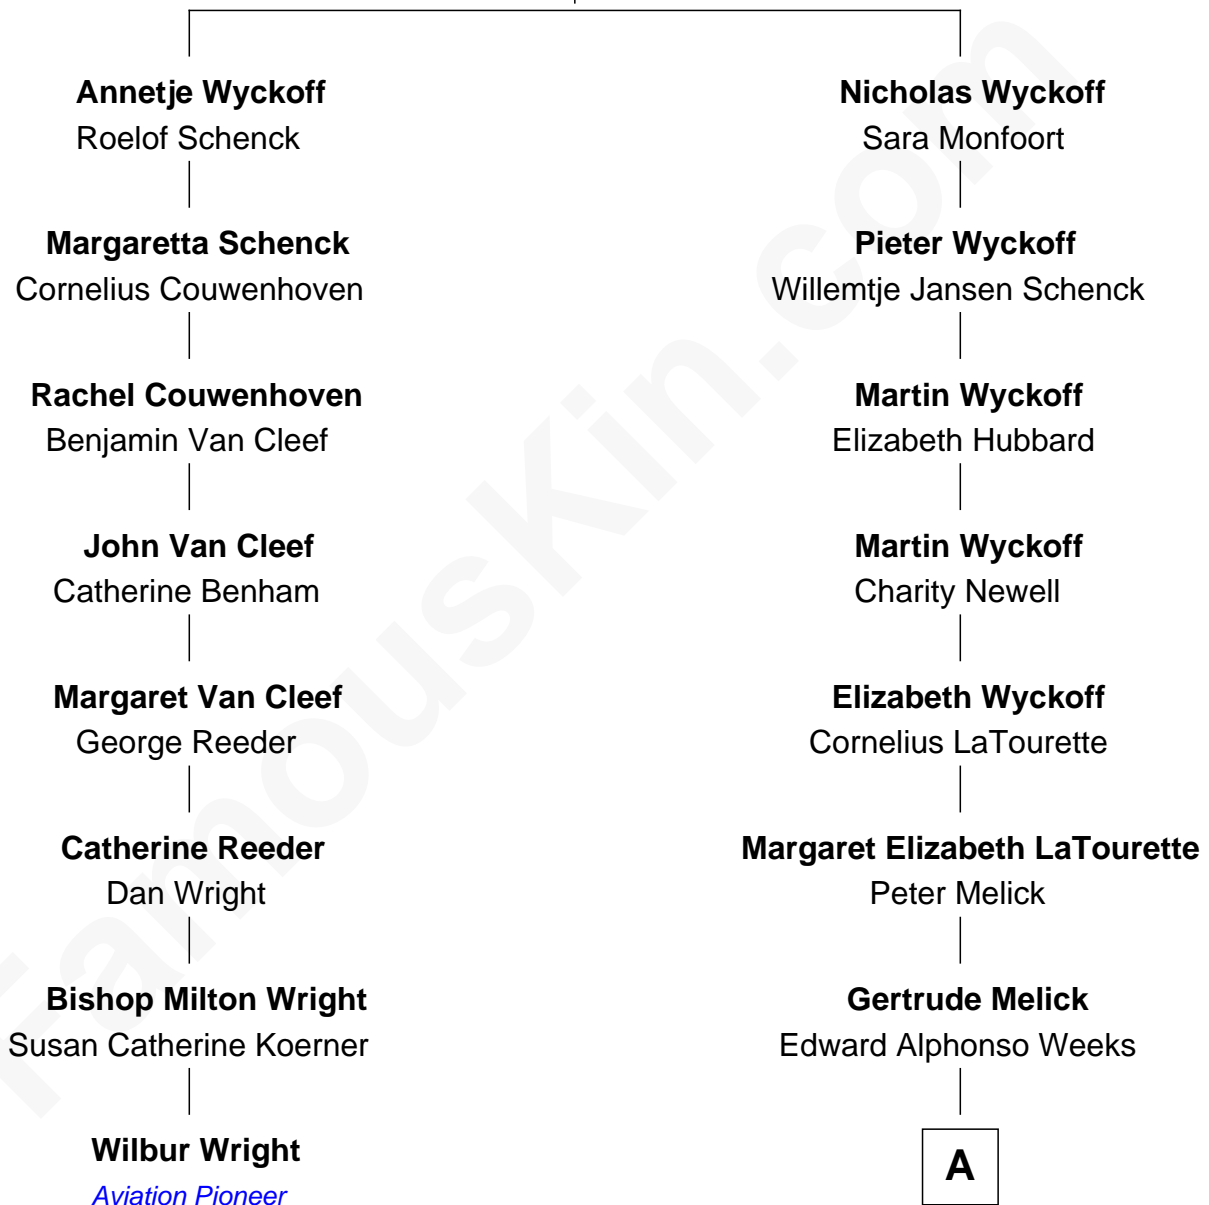 Annetje Wyckoff
Roelof Schenck
Nicholas Wyckoff
Sara Monfoort
Margaretta Schenck
Cornelius Couwenhoven
Pieter Wyckoff
Willemtje Jansen Schenck
Rachel Couwenhoven
Benjamin Van Cleef
Martin Wyckoff
Elizabeth Hubbard
John Van Cleef
Catherine Benham
Martin Wyckoff
Charity Newell
Margaret Van Cleef
George Reeder
Elizabeth Wyckoff
Cornelius LaTourette
Catherine Reeder
Dan Wright
Margaret Elizabeth LaTourette
Peter Melick
Bishop Milton Wright
Susan Catherine Koerner
Gertrude Melick
Edward Alphonso Weeks
Wilbur Wright
Aviation Pioneer
A
FamousKin.com